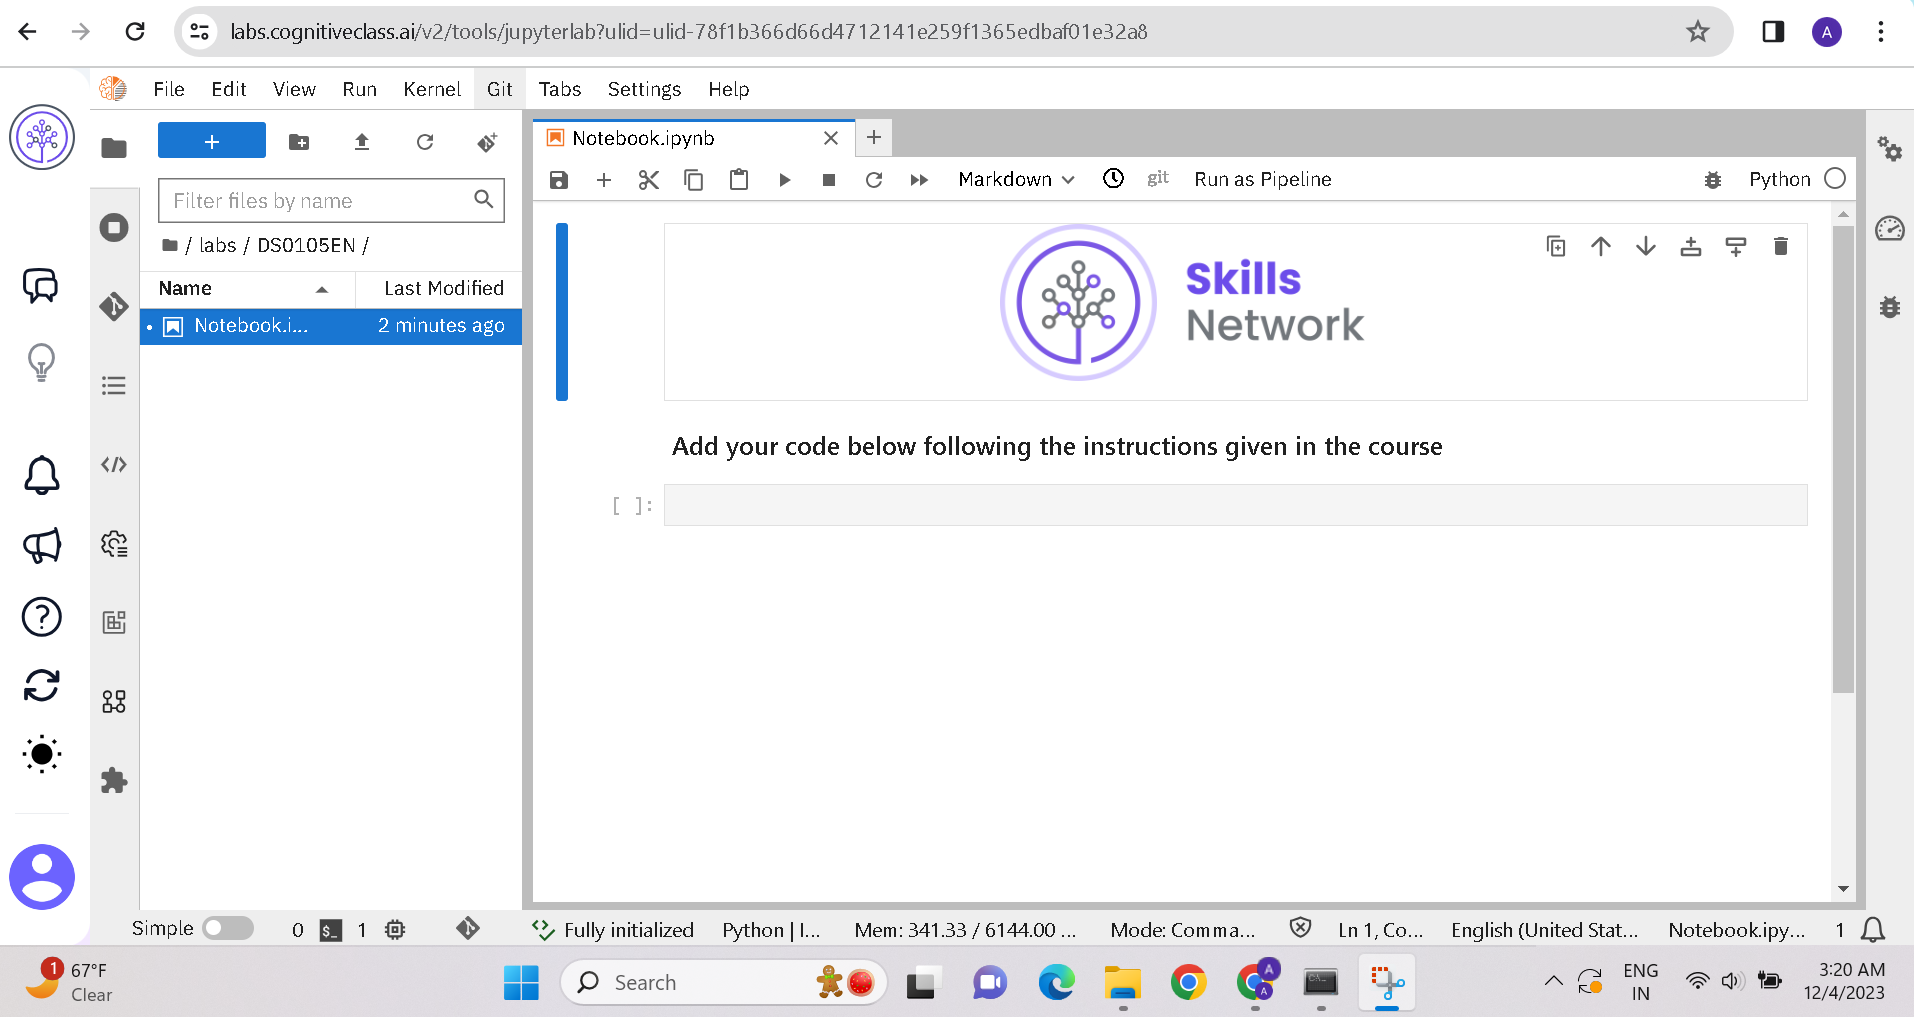 labs.cognitiveclass.ai/v2/tools/jupyterlab?ulid=ulid-78f1b366d66d4712141e259f1365edbaf01e32a8
A
File Edit View Run Kernel Git Tabs Settings Help
+
Notebook.ipynb
Filter files by name
Markdown
git
Run as Pipeline
Python
/ labs / DS0105EN /
Name Last Modified
Notebook.i... 2 minutes ago
Skills
Network
Add your code below following the instructions given in the course
[ ]:
Simple 0 $_ 1 Fully initialized Python | I... Mem: 341.33 / 6144.00 ... Mode: Comma... Ln 1, Co... English (United Stat... Notebook.ipy... 1
1
67°F
Clear
Search
A
A
ENG
IN
3:20 AM
12/4/2023